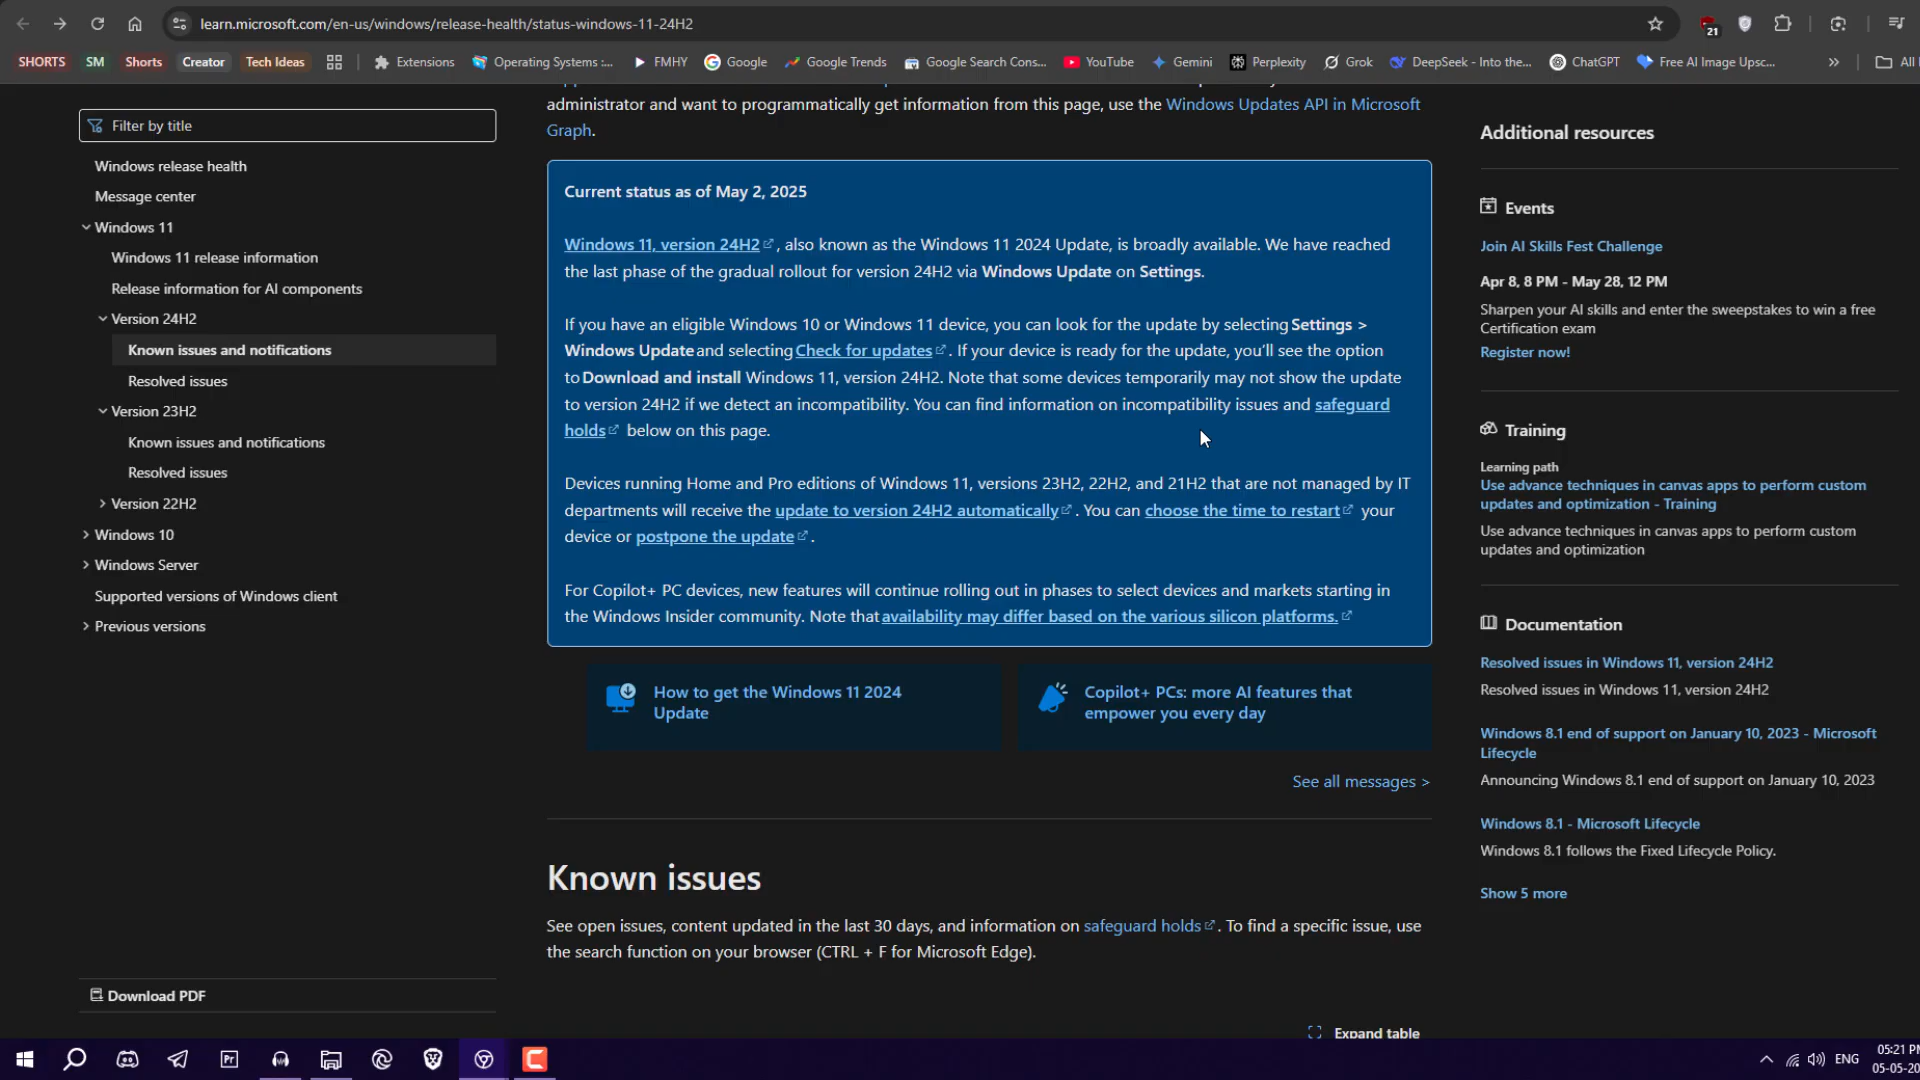 learn.microsoft.com/en-us/windows/release-health/status-windows-11-24H2
21
SHORTS SM Shorts Creator Tech Ideas Extensions Operating Systems :... FMHY Google Google Trends Google Search Cons... YouTube Gemini Perplexity Grok DeepSeek - Into the... ChatGPT Free AI Image Upsc... » All
Filter by title
Windows release health
Message center
Windows 11
Windows 11 release information
Release information for AI components
Version 24H2
Known issues and notifications
Resolved issues
Version 23H2
Known issues and notifications
Resolved issues
Version 22H2
Windows 10
Windows Server
Supported versions of Windows client
Previous versions
Download PDF
administrator and want to programmatically get information from this page, use the Windows Updates API in Microsoft
Graph.
Current status as of May 2, 2025
Windows 11, version 24H2 , also known as the Windows 11 2024 Update, is broadly available. We have reached
the last phase of the gradual rollout for version 24H2 via Windows Update on Settings.
If you have an eligible Windows 10 or Windows 11 device, you can look for the update by selecting Settings >
Windows Update and selecting Check for updates . If your device is ready for the update, you'll see the option
to Download and install Windows 11, version 24H2. Note that some devices temporarily may not show the update
to version 24H2 if we detect an incompatibility. You can find information on incompatibility issues and safeguard
holds below on this page.
Devices running Home and Pro editions of Windows 11, versions 23H2, 22H2, and 21H2 that are not managed by IT
departments will receive the update to version 24H2 automatically . You can choose the time to restart your
device or postpone the update .
For Copilot+ PC devices, new features will continue rolling out in phases to select devices and markets starting in
the Windows Insider community. Note that availability may differ based on the various silicon platforms.
How to get the Windows 11 2024
Update
Copilot+ PCs: more AI features that
empower you every day
See all messages >
Known issues
See open issues, content updated in the last 30 days, and information on safeguard holds . To find a specific issue, use
the search function on your browser (CTRL + F for Microsoft Edge).
Expand table
Additional resources
Events
Join AI Skills Fest Challenge
Apr 8, 8 PM - May 28, 12 PM
Sharpen your AI skills and enter the sweepstakes to win a free
Certification exam
Register now!
Training
Learning path
Use advance techniques in canvas apps to perform custom
updates and optimization - Training
Use advance techniques in canvas apps to perform custom
updates and optimization
Documentation
Resolved issues in Windows 11, version 24H2
Resolved issues in Windows 11, version 24H2
Windows 8.1 end of support on January 10, 2023 - Microsoft
Lifecycle
Announcing Windows 8.1 end of support on January 10, 2023
Windows 8.1 - Microsoft Lifecycle
Windows 8.1 follows the Fixed Lifecycle Policy.
Show 5 more
Pr
ENG
05:21 PM
05-05-20